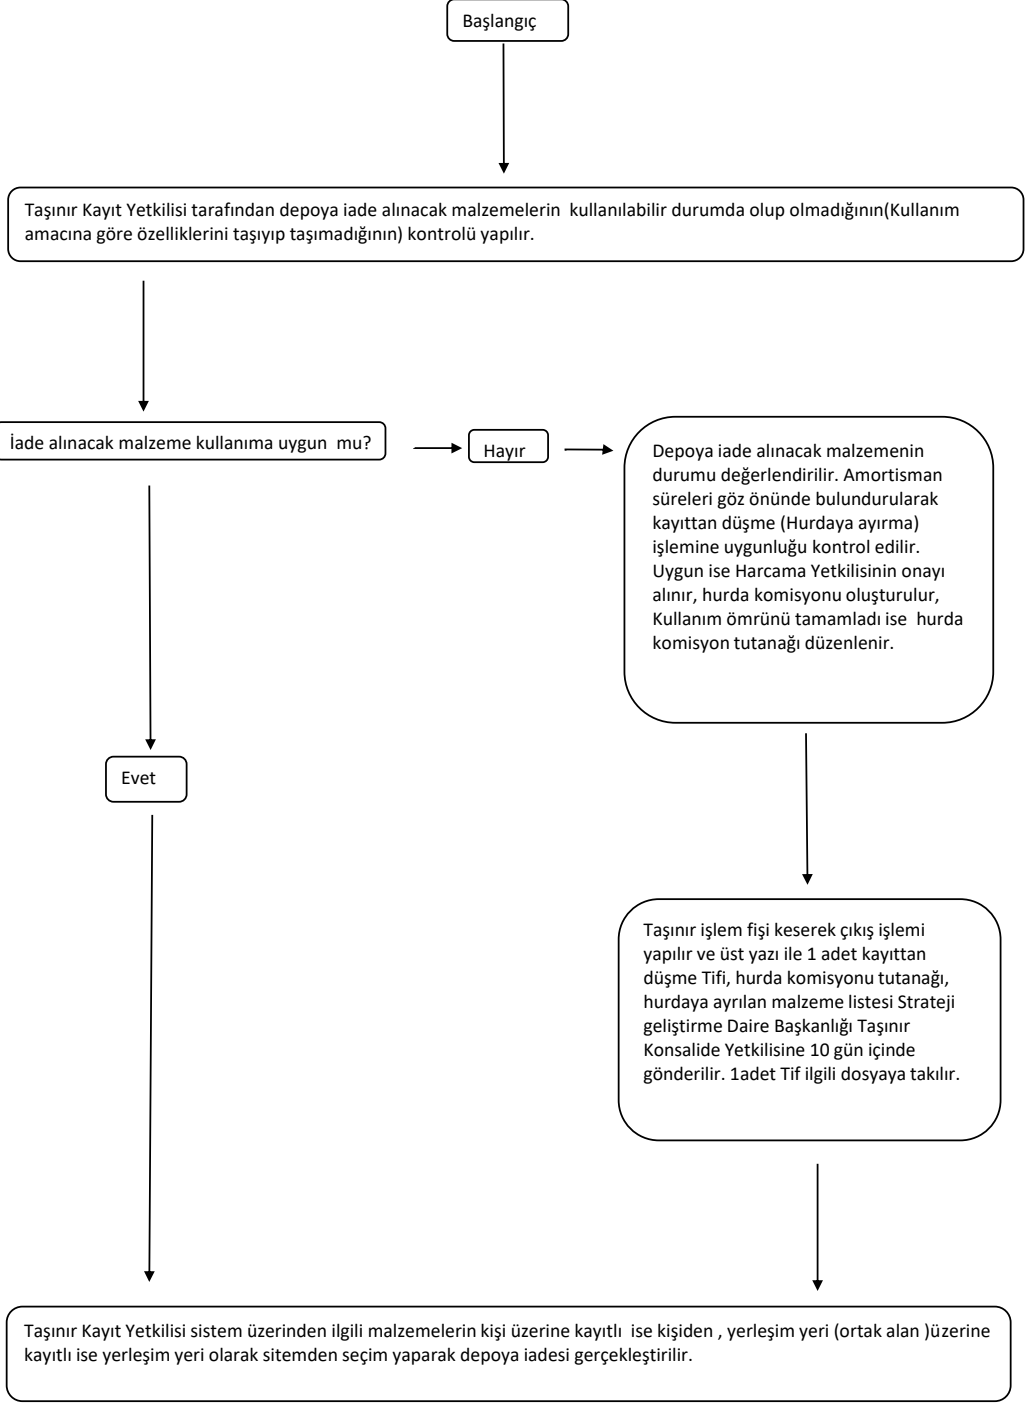 Başlangıç
Taşınır Kayıt Yetkilisi tarafından depoya iade alınacak malzemelerin  kullanılabilir durumda olup olmadığının(Kullanım
amacına göre özelliklerini taşıyıp taşımadığının) kontrolü yapılır.
İade alınacak malzeme kullanıma uygun  mu?
Hayır
Depoya iade alınacak malzemenin
durumu değerlendirilir. Amortisman
süreleri göz önünde bulundurularak
kayıttan düşme (Hurdaya ayırma)
işlemine uygunluğu kontrol edilir.
Uygun ise Harcama Yetkilisinin onayı
alınır, hurda komisyonu oluşturulur,
Kullanım ömrünü tamamladı ise  hurda
komisyon tutanağı düzenlenir.
Evet
Taşınır işlem fişi keserek çıkış işlemi
yapılır ve üst yazı ile 1 adet kayıttan
düşme Tifi, hurda komisyonu tutanağı,
hurdaya ayrılan malzeme listesi Strateji
geliştirme Daire Başkanlığı Taşınır
Konsalide Yetkilisine 10 gün içinde
gönderilir. 1adet Tif ilgili dosyaya takılır.
Taşınır Kayıt Yetkilisi sistem üzerinden ilgili malzemelerin kişi üzerine kayıtlı  ise kişiden , yerleşim yeri (ortak alan )üzerine
kayıtlı ise yerleşim yeri olarak sitemden seçim yaparak depoya iadesi gerçekleştirilir.